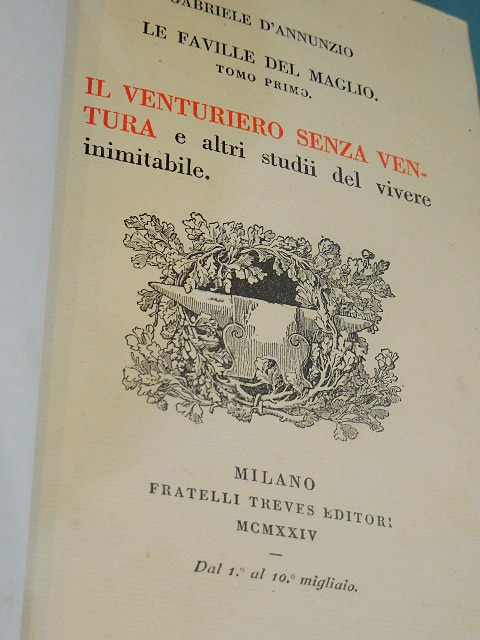 GABRIELE D'ANNUNZIO
LE FAVILLE DEL MAGLIO.
TOMO PRIMO.
IL VENTURIERO SENZA VEN-
TURA e altri studii del vivere
inimitabile.
MILANO
FRATELLI TREVES EDITORI
MCMXXIV
Dal 1.º al 10.º migliaio.